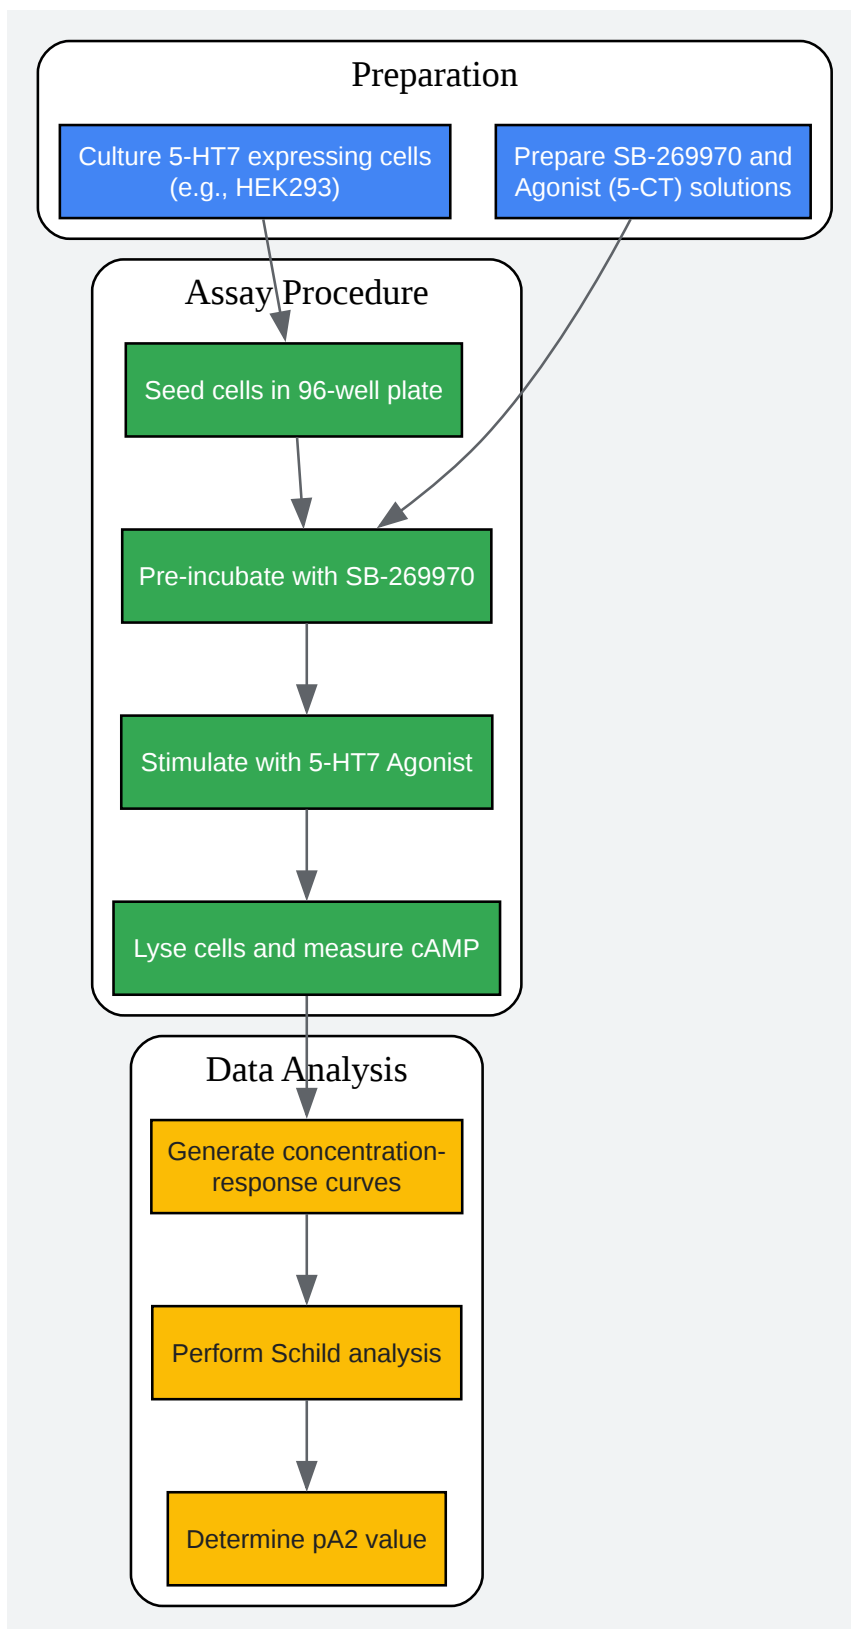 Preparation
Culture 5-HT7 expressing cells
(e.g., HEK293)
Prepare SB-269970 and
Agonist (5-CT) solutions
Assay Procedure
Seed cells in 96-well plate
Pre-incubate with SB-269970
Stimulate with 5-HT7 Agonist
Lyse cells and measure cAMP
Data Analysis
Generate concentration-
response curves
Perform Schild analysis
Determine pA2 value